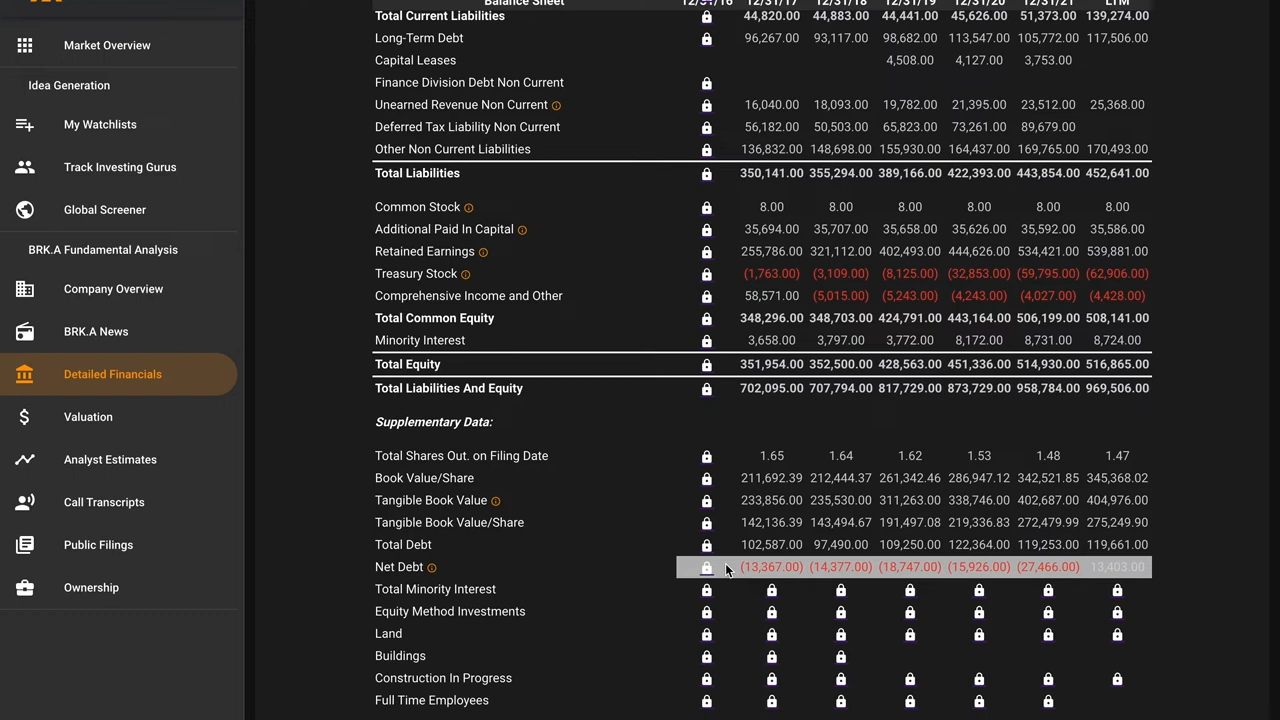 Market Overview
Idea Generation
My Watchlists
Track Investing Gurus
Global Screener
BRK.A Fundamental Analysis
Company Overview
BRK.A News
Detailed Financials
Valuation
Analyst Estimates
Call Transcripts
Public Filings
Ownership
Balance Sheet 12/31/16 12/31/17 12/31/18 12/31/19 12/31/20 12/31/21 LTM
Total Current Liabilities 44,820.00 44,883.00 44,441.00 45,626.00 51,373.00 139,274.00
Long-Term Debt 96,267.00 93,117.00 98,682.00 113,547.00 105,772.00 117,506.00
Capital Leases 4,508.00 4,127.00 3,753.00
Finance Division Debt Non Current
Unearned Revenue Non Current 16,040.00 18,093.00 19,782.00 21,395.00 23,512.00 25,368.00
Deferred Tax Liability Non Current 56,182.00 50,503.00 65,823.00 73,261.00 89,679.00
Other Non Current Liabilities 136,832.00 148,698.00 155,930.00 164,437.00 169,765.00 170,493.00
Total Liabilities 350,141.00 355,294.00 389,166.00 422,393.00 443,854.00 452,641.00
Common Stock 8.00 8.00 8.00 8.00 8.00 8.00
Additional Paid In Capital 35,694.00 35,707.00 35,658.00 35,626.00 35,592.00 35,586.00
Retained Earnings 255,786.00 321,112.00 402,493.00 444,626.00 534,421.00 539,881.00
Treasury Stock (1,763.00) (3,109.00) (8,125.00) (32,853.00) (59,795.00) (62,906.00)
Comprehensive Income and Other 58,571.00 (5,015.00) (5,243.00) (4,243.00) (4,027.00) (4,428.00)
Total Common Equity 348,296.00 348,703.00 424,791.00 443,164.00 506,199.00 508,141.00
Minority Interest 3,658.00 3,797.00 3,772.00 8,172.00 8,731.00 8,724.00
Total Equity 351,954.00 352,500.00 428,563.00 451,336.00 514,930.00 516,865.00
Total Liabilities And Equity 702,095.00 707,794.00 817,729.00 873,729.00 958,784.00 969,506.00
Supplementary Data:
Total Shares Out. on Filing Date 1.65 1.64 1.62 1.53 1.48 1.47
Book Value/Share 211,692.39 212,444.37 261,342.46 286,947.12 342,521.85 345,368.02
Tangible Book Value 233,856.00 235,530.00 311,263.00 338,746.00 402,687.00 404,976.00
Tangible Book Value/Share 142,136.39 143,494.67 191,497.08 219,336.83 272,479.99 275,249.90
Total Debt 102,587.00 97,490.00 109,250.00 122,364.00 119,253.00 119,661.00
Net Debt (13,367.00) (14,377.00) (18,747.00) (15,926.00) (27,466.00) 13,403.00
Total Minority Interest
Equity Method Investments
Land
Buildings
Construction In Progress
Full Time Employees